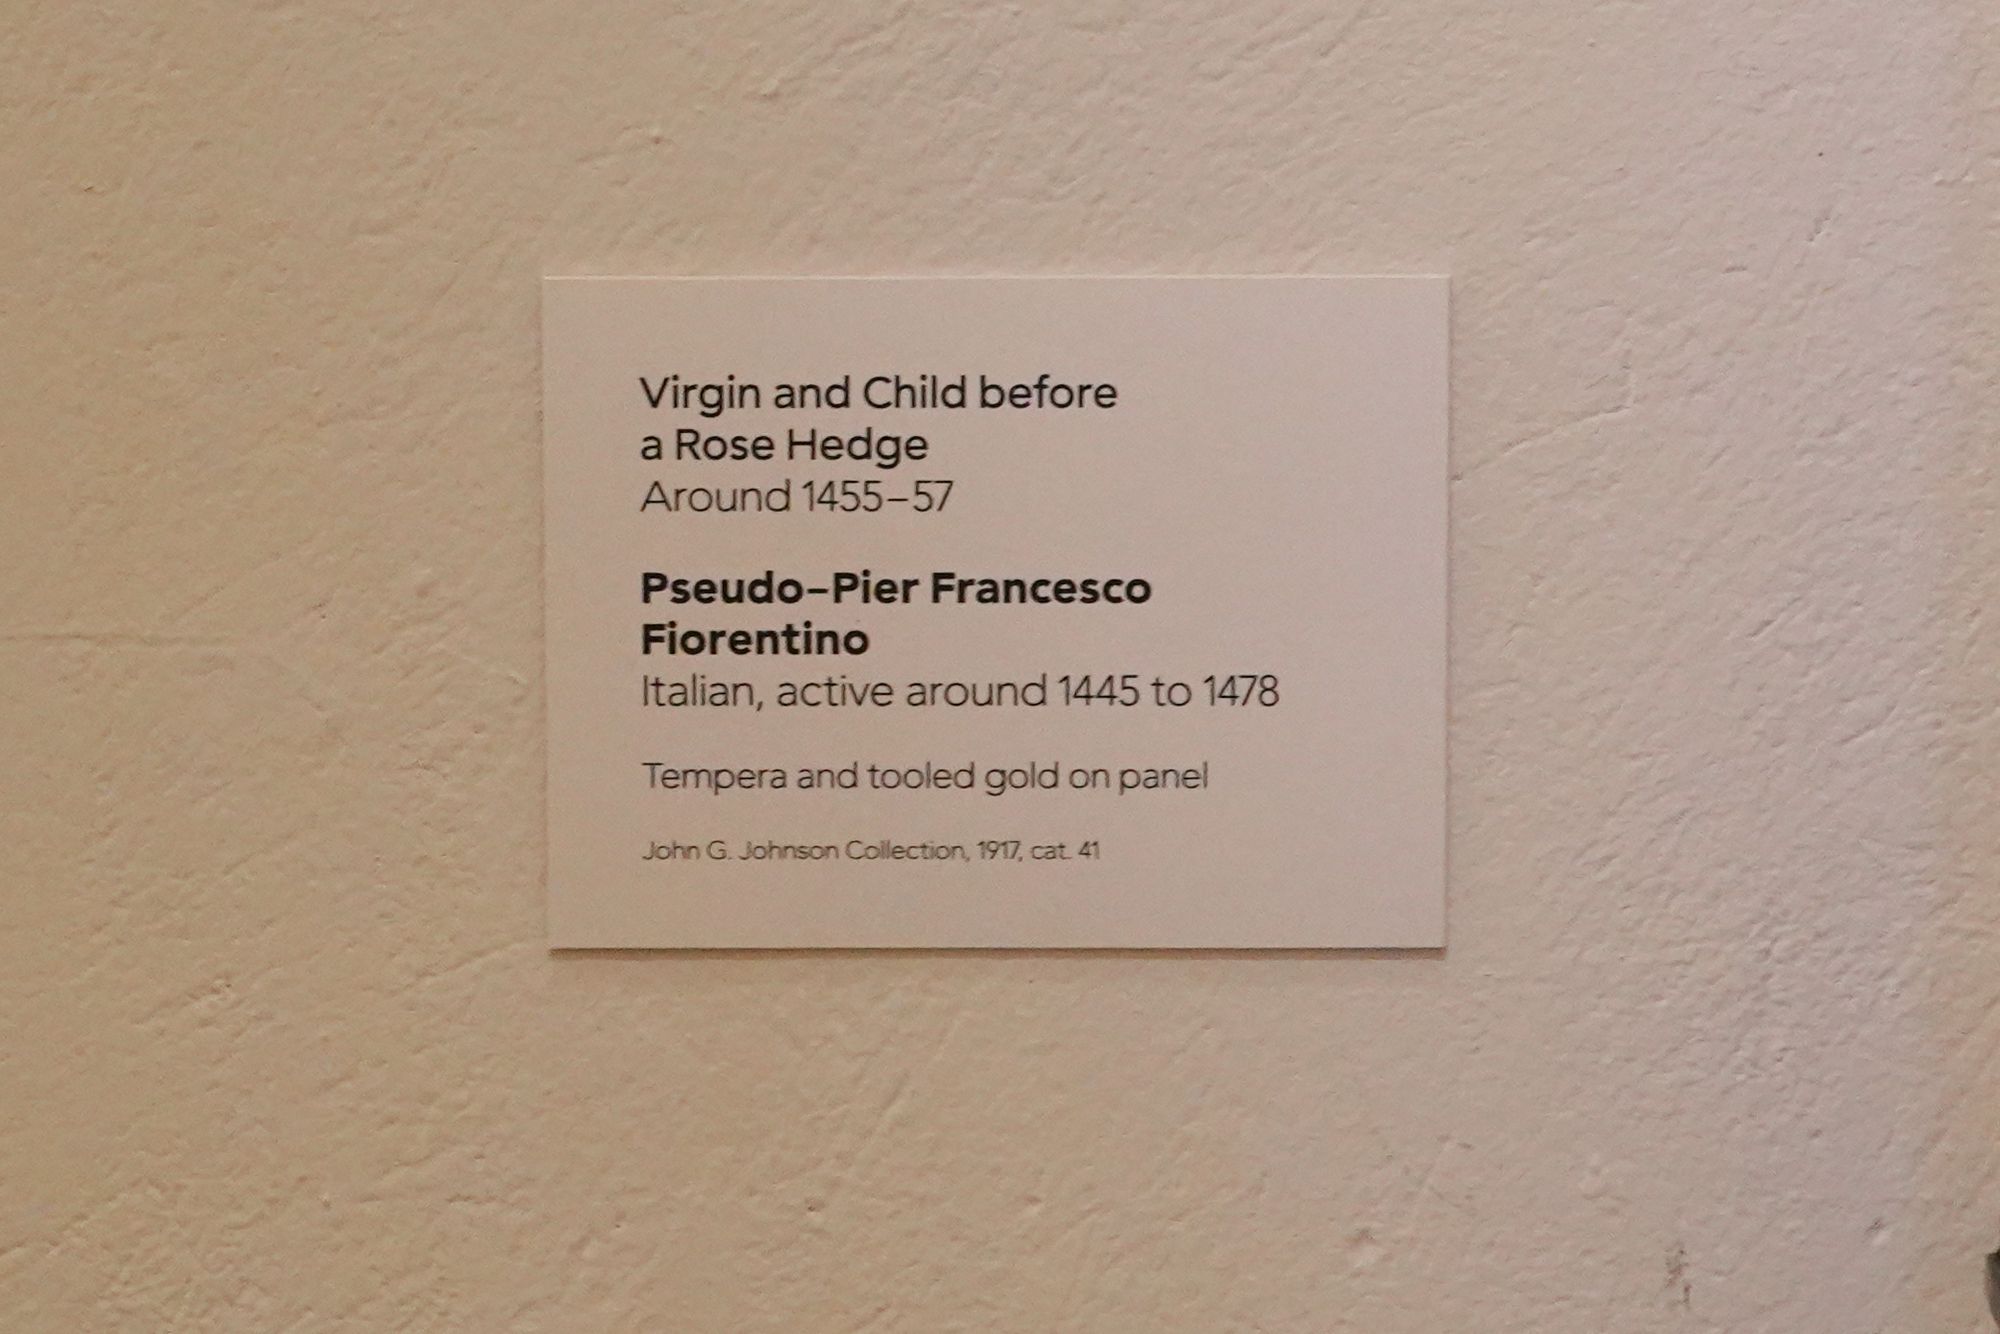 Virgin and Child before
a Rose Hedge
Around 1455–57
Pseudo–Pier Francesco
Fiorentino
Italian, active around 1445 to 1478
Tempera and tooled gold on panel
John G. Johnson Collection, 1917, cat. 41